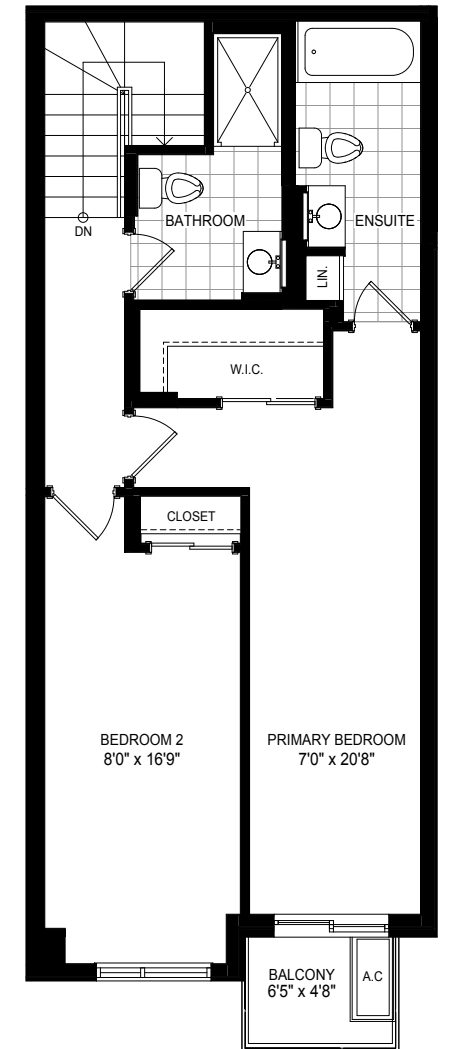 DN
BATHROOM
ENSUITE
LIN.
W.I.C.
CLOSET
BEDROOM 2
8'0" x 16'9"
PRIMARY BEDROOM
7'0" x 20'8"
BALCONY
6'5" x 4'8"
A.C